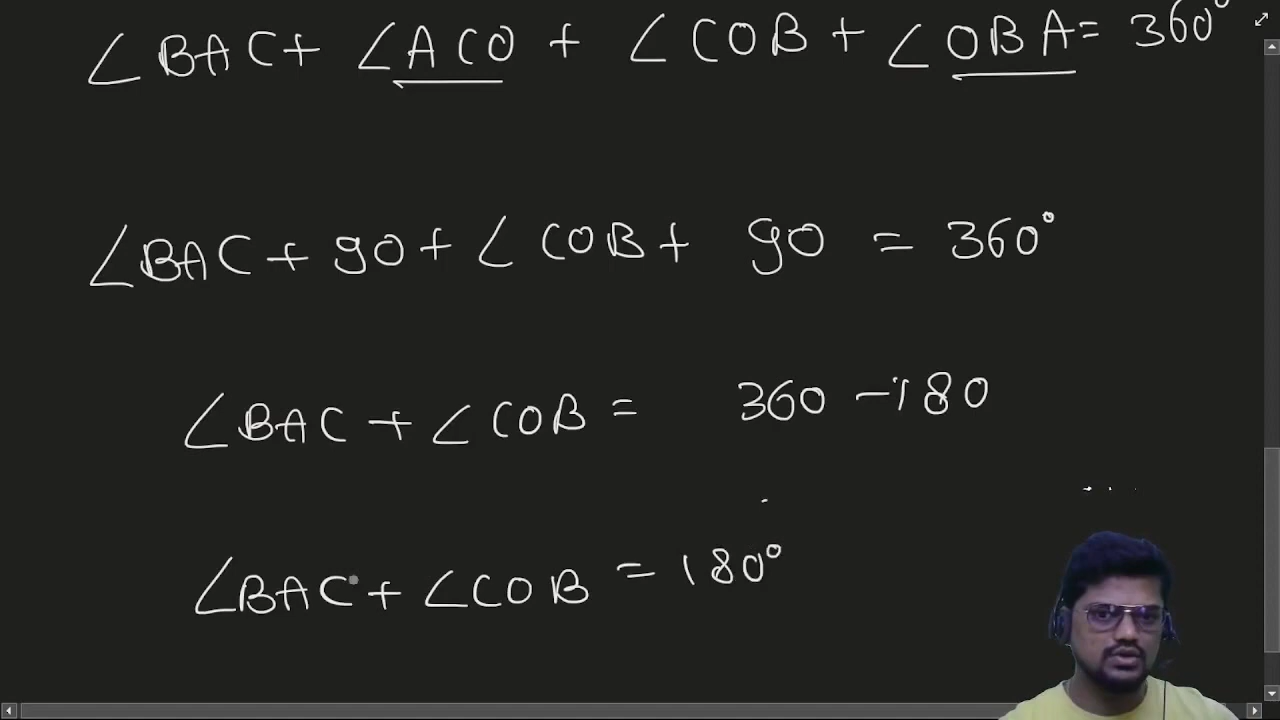 ∠BAC + ∠ACO + ∠COB + ∠OBA = 360°
∠BAC + 90 + ∠COB + 90 = 360°
∠BAC + ∠COB = 360 - 180
∠BAC + ∠COB = 180°